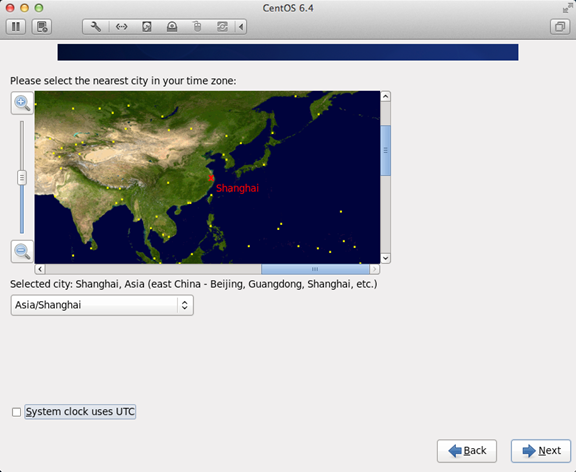 CentOS 6.4
Please select the nearest city in your time zone:
Shanghai
Selected city: Shanghai, Asia (east China - Beijing, Guangdong, Shanghai, etc.)
Asia/Shanghai
System clock uses UTC
Back
Next